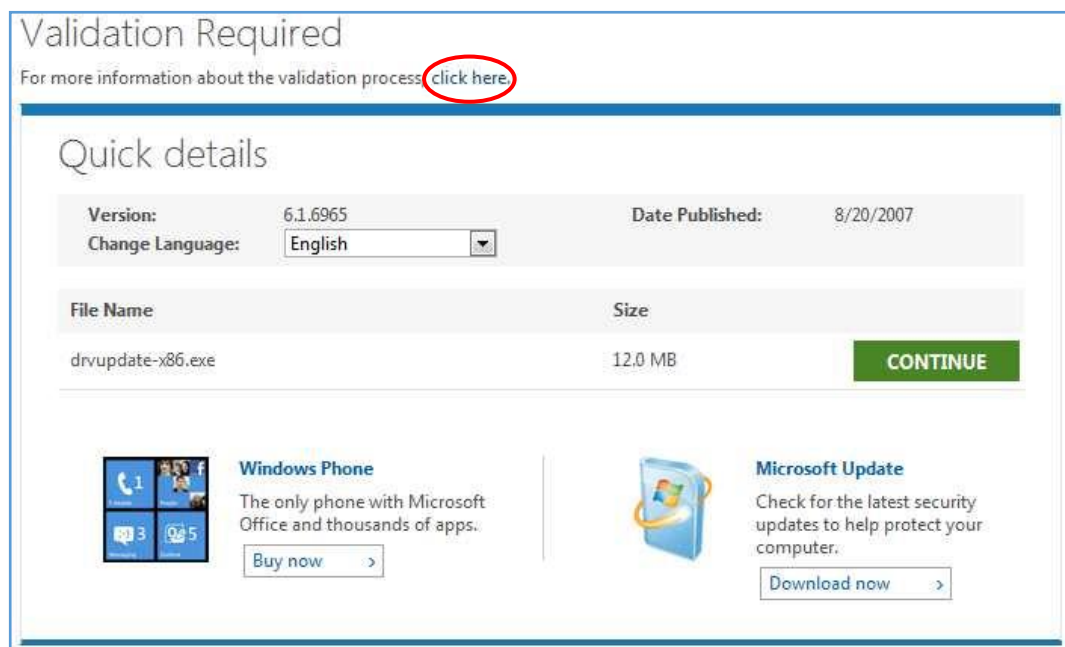 Validation Required
For more information about the validation process, click here.
Quick details
Version: 6.1.6965 Date Published: 8/20/2007
Change Language: English
File Name Size
drvupdate-x86.exe 12.0 MB CONTINUE
Windows Phone
The only phone with Microsoft
Office and thousands of apps.
Buy now >
Microsoft Update
Check for the latest security
updates to help protect your
computer.
Download now >
1
3
5